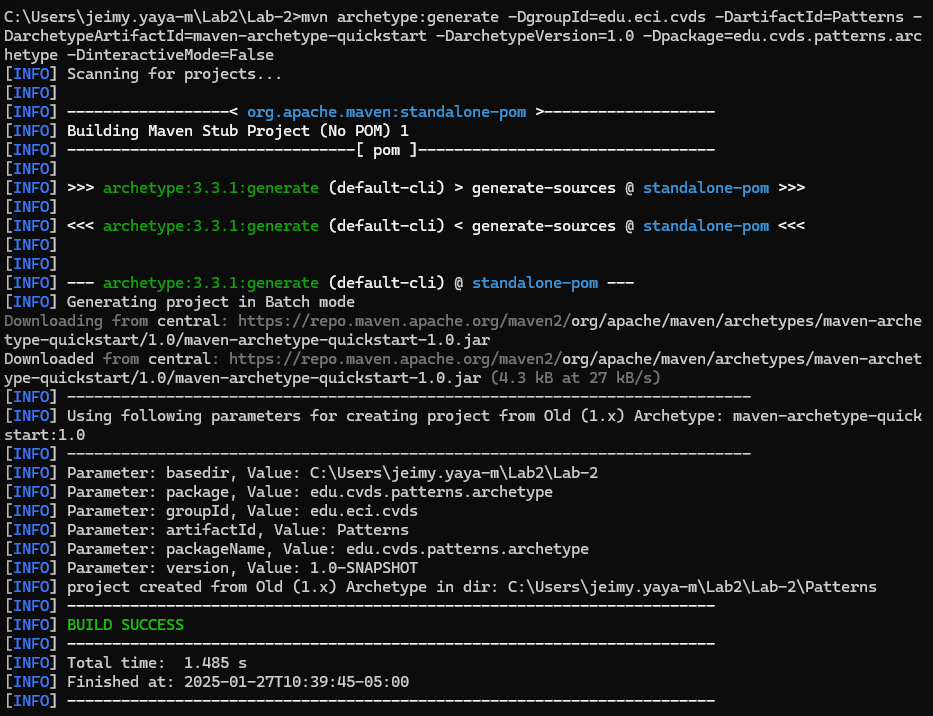 C:\Users\jeimy.yaya-m\Lab2\Lab-2>mvn archetype:generate -DgroupId=edu.eci.cvds -DartifactId=Patterns -
DarchetypeArtifactId=maven-archetype-quickstart -DarchetypeVersion=1.0 -Dpackage=edu.cvds.patterns.arc
hetype -DinteractiveMode=False
[INFO] Scanning for projects...
[INFO]
[INFO] ------------------< org.apache.maven:standalone-pom >-------------------
[INFO] Building Maven Stub Project (No POM) 1
[INFO] --------------------------------[ pom ]---------------------------------
[INFO]
[INFO] >>> archetype:3.3.1:generate (default-cli) > generate-sources @ standalone-pom >>>
[INFO]
[INFO] <<< archetype:3.3.1:generate (default-cli) < generate-sources @ standalone-pom <<<
[INFO]
[INFO]
[INFO] --- archetype:3.3.1:generate (default-cli) @ standalone-pom ---
[INFO] Generating project in Batch mode
Downloading from central: https://repo.maven.apache.org/maven2/org/apache/maven/archetypes/maven-arche
type-quickstart/1.0/maven-archetype-quickstart-1.0.jar
Downloaded from central: https://repo.maven.apache.org/maven2/org/apache/maven/archetypes/maven-archet
ype-quickstart/1.0/maven-archetype-quickstart-1.0.jar (4.3 kB at 27 kB/s)
[INFO] ----------------------------------------------------------------------------
[INFO] Using following parameters for creating project from Old (1.x) Archetype: maven-archetype-quick
start:1.0
[INFO] ----------------------------------------------------------------------------
[INFO] Parameter: basedir, Value: C:\Users\jeimy.yaya-m\Lab2\Lab-2
[INFO] Parameter: package, Value: edu.cvds.patterns.archetype
[INFO] Parameter: groupId, Value: edu.eci.cvds
[INFO] Parameter: artifactId, Value: Patterns
[INFO] Parameter: packageName, Value: edu.cvds.patterns.archetype
[INFO] Parameter: version, Value: 1.0-SNAPSHOT
[INFO] project created from Old (1.x) Archetype in dir: C:\Users\jeimy.yaya-m\Lab2\Lab-2\Patterns
[INFO] ------------------------------------------------------------------------
[INFO] BUILD SUCCESS
[INFO] ------------------------------------------------------------------------
[INFO] Total time:  1.485 s
[INFO] Finished at: 2025-01-27T10:39:45-05:00
[INFO] ------------------------------------------------------------------------